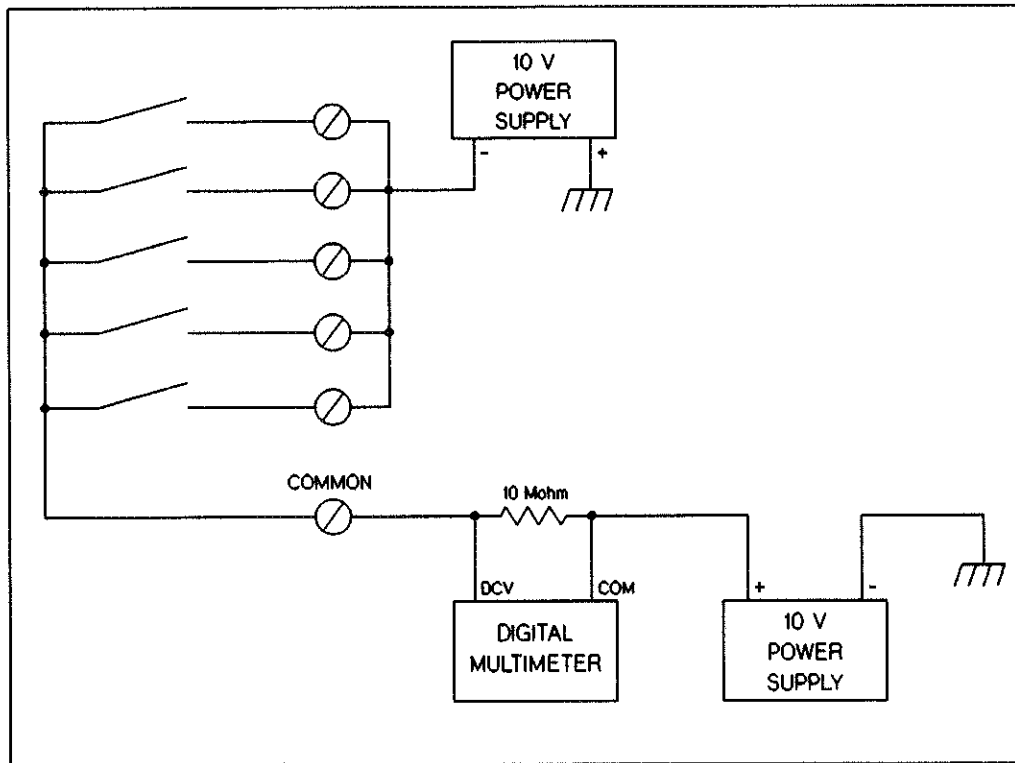 10 V
POWER
SUPPLY
- +
COMMON
10 Mohm
DCV COM
DIGITAL
MULTIMETER
+ -
10 V
POWER
SUPPLY